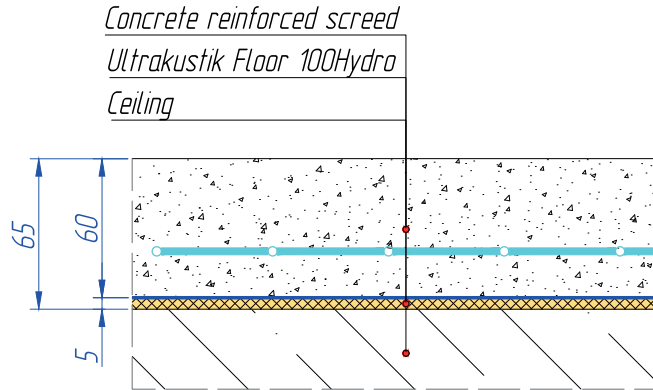 Concrete reinforced screed
Ultrakustik Floor 100Hydro
Ceiling
65
60
5